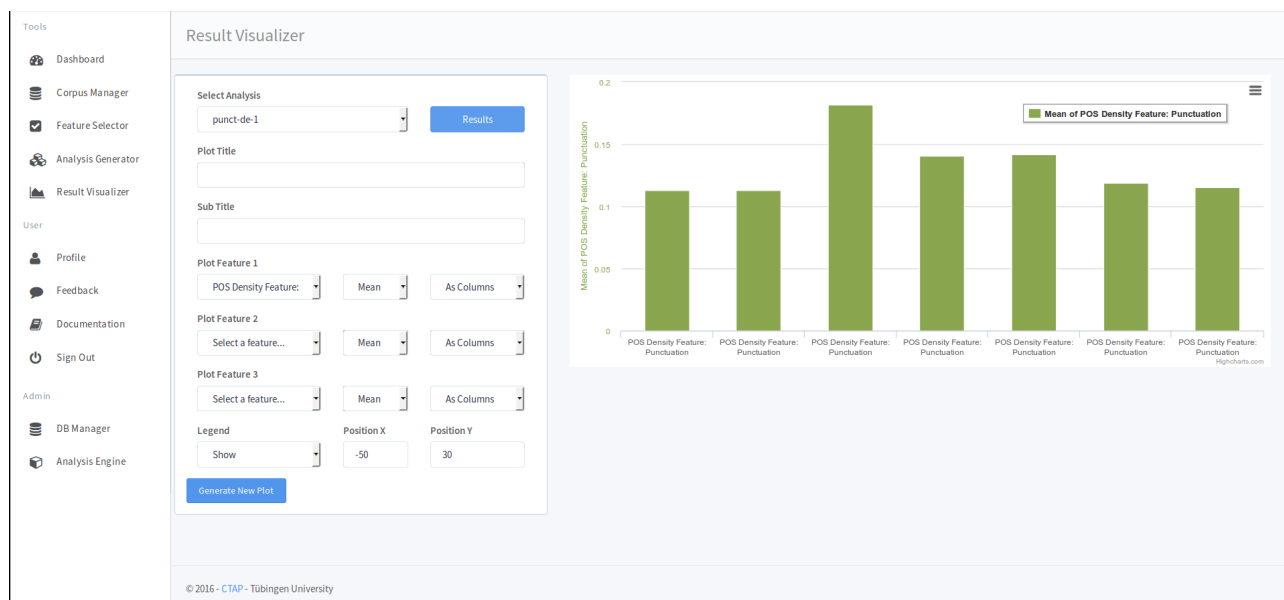 Tools
Dashboard
Corpus Manager
Feature Selector
Analysis Generator
Result Visualizer
User
Profile
Feedback
Documentation
Sign Out
Admin
DB Manager
Analysis Engine
Result Visualizer
Select Analysis
punct-de-1
Results
Plot Title
Sub Title
Plot Feature 1
POS Density Feature: Mean As Columns
Plot Feature 2
Select a feature... Mean As Columns
Plot Feature 3
Select a feature... Mean As Columns
Legend Position X Position Y
Show -50 30
Generate New Plot
Mean of POS Density Feature: Punctuation
0.2
0.15
0.1
0.05
0
Mean of POS Density Feature: Punctuation
POS Density Feature: POS Density Feature: POS Density Feature: POS Density Feature: POS Density Feature: POS Density Feature: POS Density Feature:
Punctuation Punctuation Punctuation Punctuation Punctuation Punctuation Punctuation
Highcharts.com
© 2016 - CTAP - Tübingen University